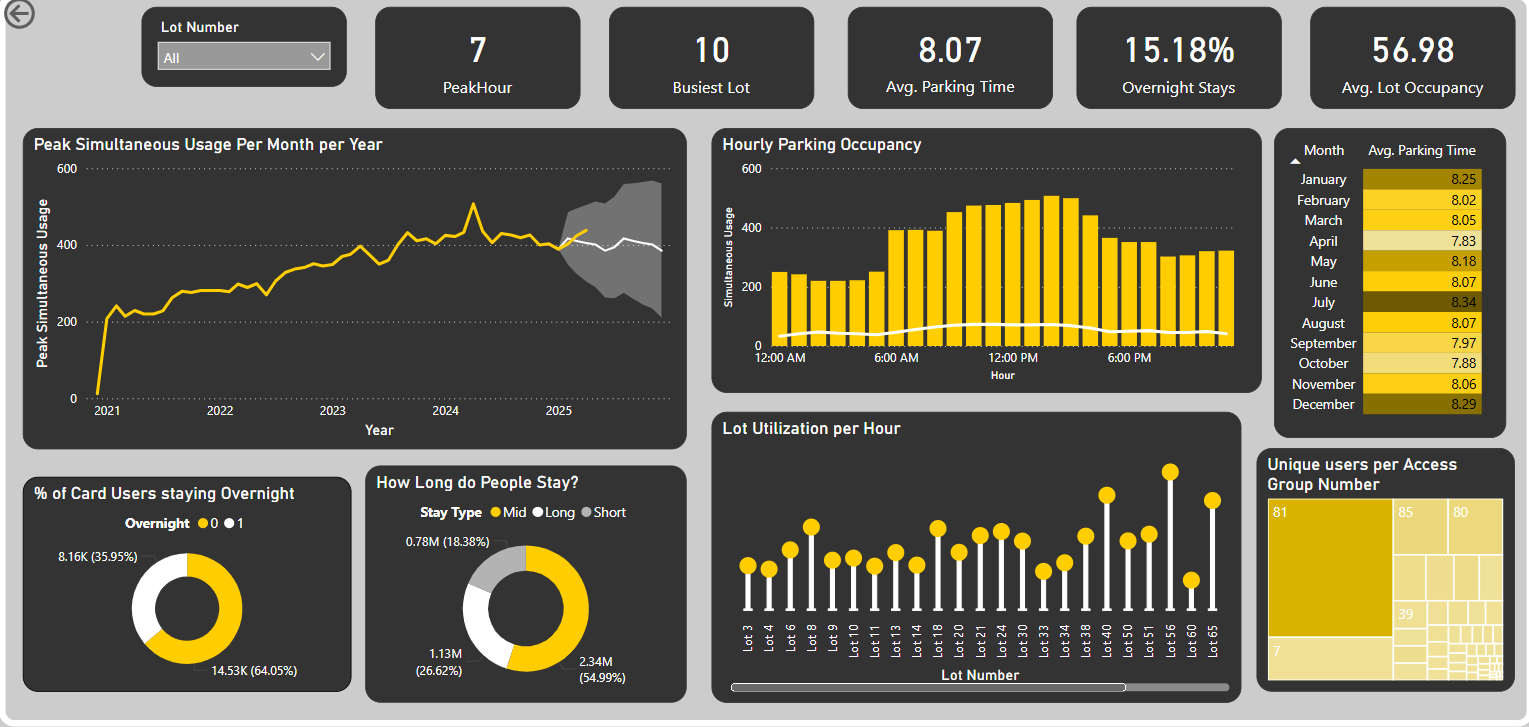 Lot Number
All
7
PeakHour
10
Busiest Lot
8.07
Avg. Parking Time
15.18%
Overnight Stays
56.98
Avg. Lot Occupancy
Peak Simultaneous Usage Per Month per Year
Peak Simultaneous Usage
600
400
200
0
2021 2022 2023 2024 2025
Year
Hourly Parking Occupancy
Simultaneous Usage
600
400
200
0
12:00 AM 6:00 AM 12:00 PM 6:00 PM
Hour
Month Avg. Parking Time
January 8.25
February 8.02
March 8.05
April 7.83
May 8.18
June 8.07
July 8.34
August 8.07
September 7.97
October 7.88
November 8.06
December 8.29
% of Card Users staying Overnight
Overnight 0 1
8.16K (35.95%)
14.53K (64.05%)
How Long do People Stay?
Stay Type Mid Long Short
0.78M (18.38%)
1.13M
(26.62%)
2.34M
(54.99%)
Lot Utilization per Hour
Lot 3
Lot 4
Lot 6
Lot 8
Lot 9
Lot 10
Lot 11
Lot 13
Lot 14
Lot 18
Lot 20
Lot 21
Lot 24
Lot 30
Lot 33
Lot 34
Lot 38
Lot 40
Lot 50
Lot 51
Lot 56
Lot 60
Lot 65
Lot Number
Unique users per Access
Group Number
81
85
80
39
7